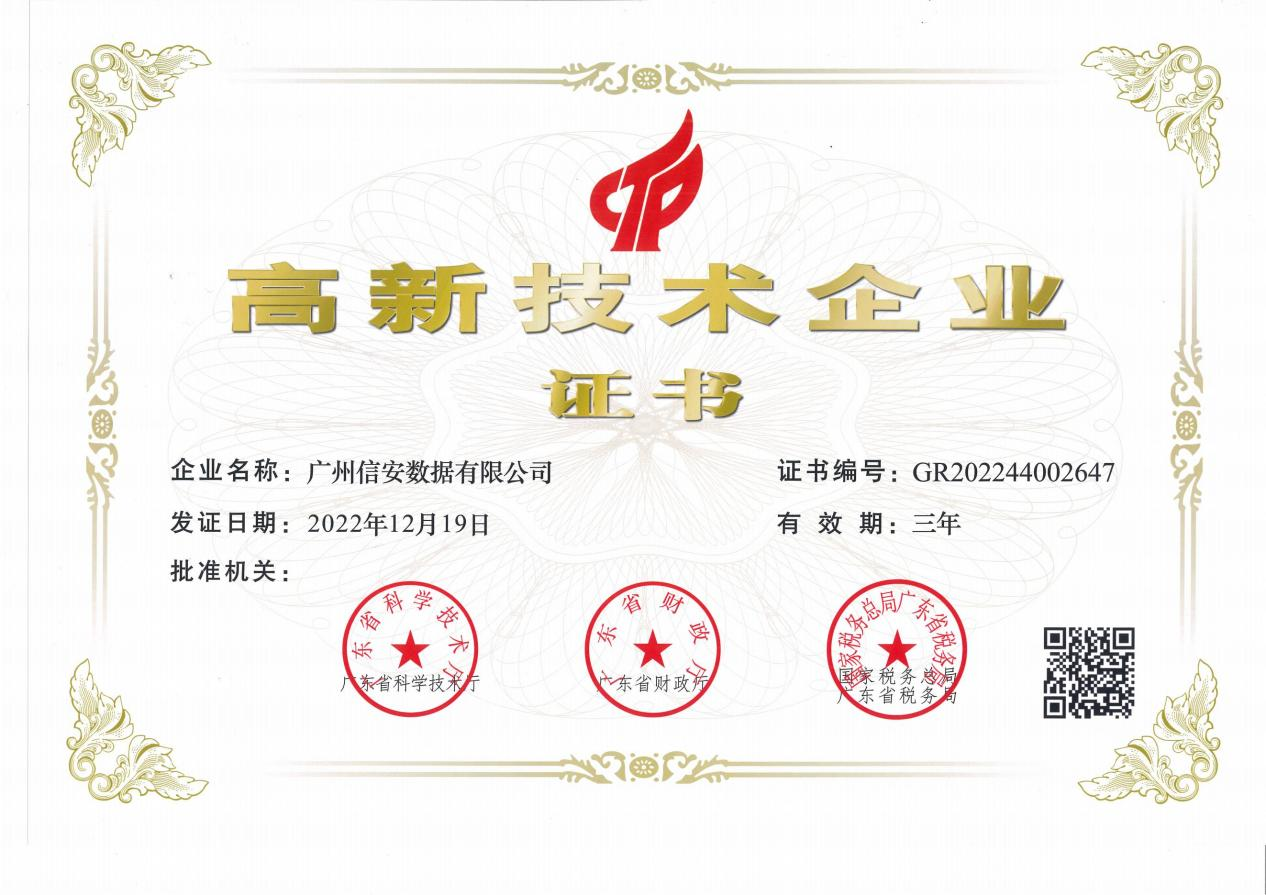 高新技术企业
证书
企业名称：广州信安数据有限公司
证书编号：GR202244002647
发证日期：2022年12月19日
有效期：三年
批准机关：
广东省科学技术厅
广东省科学技术厅
广东省财政厅
广东省财政厅
国家税务总局广东省税务局
国家税务总局
广东省税务局